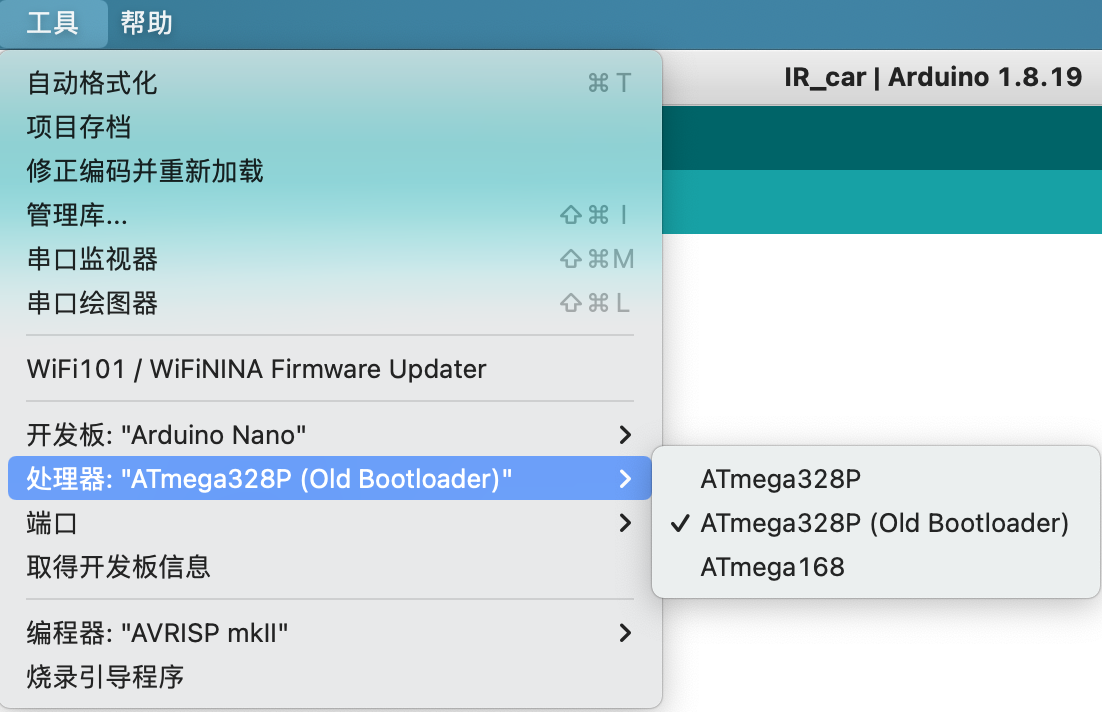 工具 帮助
IR_car | Arduino 1.8.19
自动格式化 ⌘ T
项目存档
修正编码并重新加载
管理库... ⇧ ⌘ I
串口监视器 ⇧ ⌘ M
串口绘图器 ⇧ ⌘ L
WiFi101 / WiFiNINA Firmware Updater
开发板: "Arduino Nano"
处理器: "ATmega328P (Old Bootloader)"
ATmega328P
✓ ATmega328P (Old Bootloader)
ATmega168
端口
取得开发板信息
编程器: "AVRISP mkII"
烧录引导程序